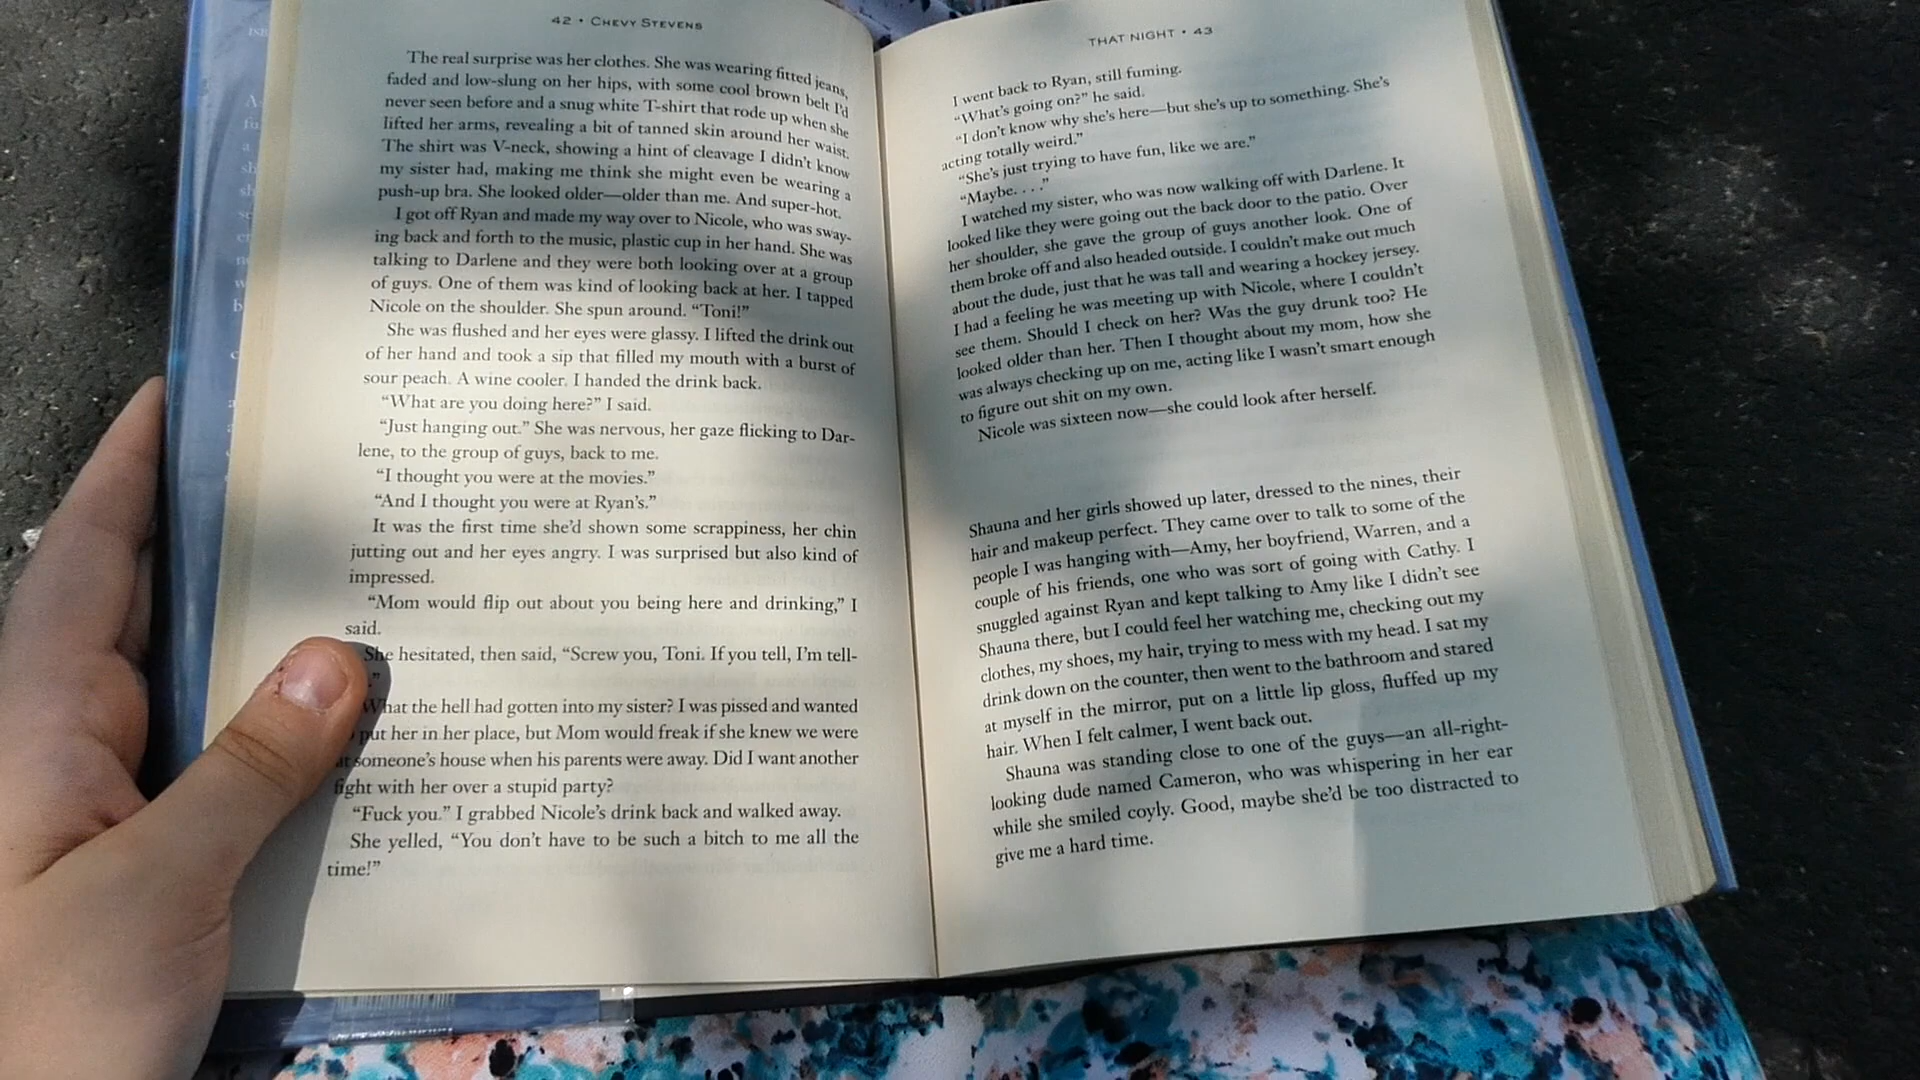 42 • CHEVY STEVENS
The real surprise was her clothes. She was wearing fitted jeans,
faded and low-slung on her hips, with some cool brown belt I'd
never seen before and a snug white T-shirt that rode up when she
lifted her arms, revealing a bit of tanned skin around her waist.
The shirt was V-neck, showing a hint of cleavage I didn't know
my sister had, making me think she might even be wearing a
push-up bra. She looked older—older than me. And super-hot.
I got off Ryan and made my way over to Nicole, who was sway-
ing back and forth to the music, plastic cup in her hand. She was
talking to Darlene and they were both looking over at a group
of guys. One of them was kind of looking back at her. I tapped
Nicole on the shoulder. She spun around. “Toni!”
She was flushed and her eyes were glassy. I lifted the drink out
of her hand and took a sip that filled my mouth with a burst of
sour peach. A wine cooler. I handed the drink back.
“What are you doing here?” I said.
“Just hanging out.” She was nervous, her gaze flicking to Dar-
lene, to the group of guys, back to me.
“I thought you were at the movies.”
“And I thought you were at Ryan's.”
It was the first time she'd shown some scrappiness, her chin
jutting out and her eyes angry. I was surprised but also kind of
impressed.
“Mom would flip out about you being here and drinking,” I
said.
She hesitated, then said, “Screw you, Toni. If you tell, I'm tell-
.”
What the hell had gotten into my sister? I was pissed and wanted
put her in her place, but Mom would freak if she knew we were
at someone's house when his parents were away. Did I want another
fight with her over a stupid party?
“Fuck you.” I grabbed Nicole's drink back and walked away.
She yelled, “You don't have to be such a bitch to me all the
time!”
THAT NIGHT • 43
I went back to Ryan, still fuming.
“What's going on?” he said.
“I don't know why she's here—but she's up to something. She's
acting totally weird.”
“She's just trying to have fun, like we are.”
“Maybe. . . .”
I watched my sister, who was now walking off with Darlene. It
looked like they were going out the back door to the patio. Over
her shoulder, she gave the group of guys another look. One of
them broke off and also headed outside. I couldn't make out much
about the dude, just that he was tall and wearing a hockey jersey.
I had a feeling he was meeting up with Nicole, where I couldn't
see them. Should I check on her? Was the guy drunk too? He
looked older than her. Then I thought about my mom, how she
was always checking up on me, acting like I wasn't smart enough
to figure out shit on my own.
Nicole was sixteen now—she could look after herself.
Shauna and her girls showed up later, dressed to the nines, their
hair and makeup perfect. They came over to talk to some of the
people I was hanging with—Amy, her boyfriend, Warren, and a
couple of his friends, one who was sort of going with Cathy. I
snuggled against Ryan and kept talking to Amy like I didn't see
Shauna there, but I could feel her watching me, checking out my
clothes, my shoes, my hair, trying to mess with my head. I sat my
drink down on the counter, then went to the bathroom and stared
at myself in the mirror, put on a little lip gloss, fluffed up my
hair. When I felt calmer, I went back out.
Shauna was standing close to one of the guys—an all-right-
looking dude named Cameron, who was whispering in her ear
while she smiled coyly. Good, maybe she'd be too distracted to
give me a hard time.